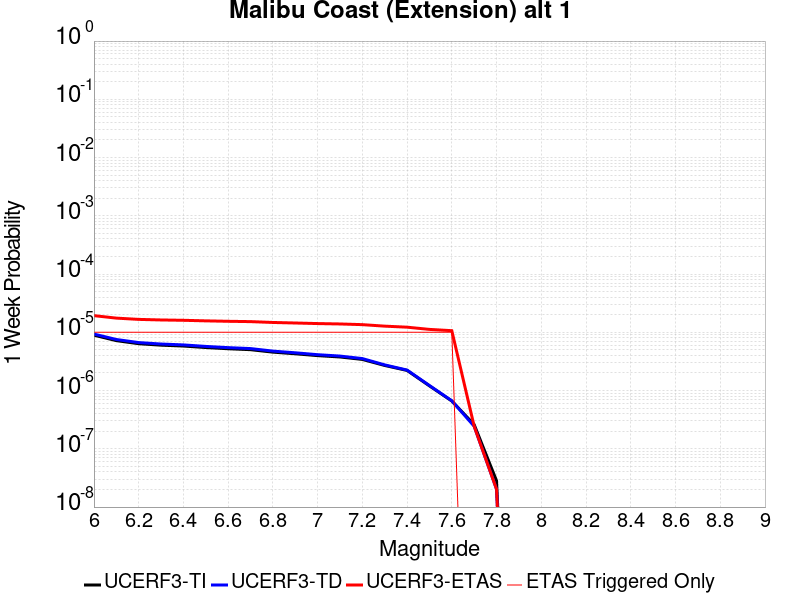 Malibu Coast (Extension) alt 1
10^0
10^-1
10^-2
10^-3
10^-4
10^-5
10^-6
10^-7
10^-8
1 Week Probability
6 6.2 6.4 6.6 6.8 7 7.2 7.4 7.6 7.8 8 8.2 8.4 8.6 8.8 9
Magnitude
UCERF3-TI UCERF3-TD UCERF3-ETAS ETAS Triggered Only